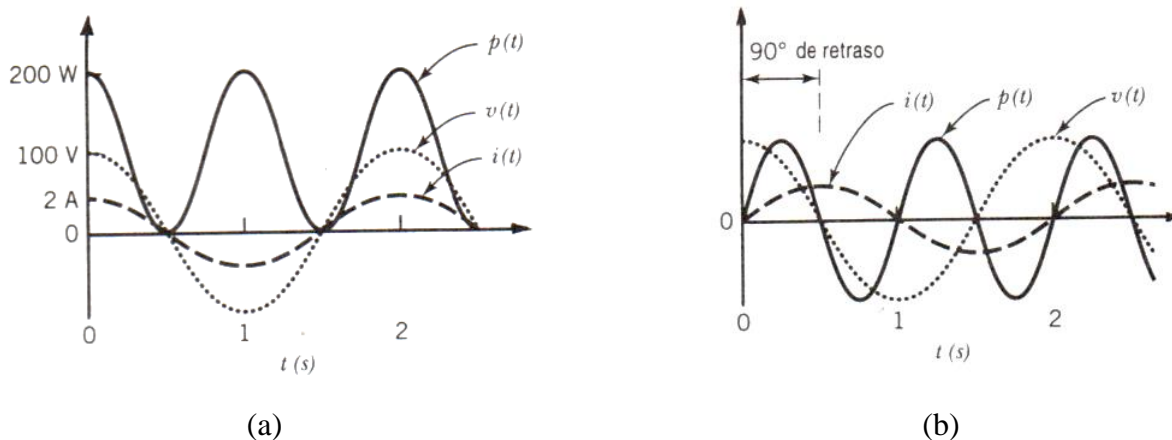 200 W
100 V
2 A
0
p(t)
v(t)
i(t)
0
1
2
t (s)
(a)
90° de retraso
i(t)
p(t)
v(t)
0
0
1
2
t (s)
(b)